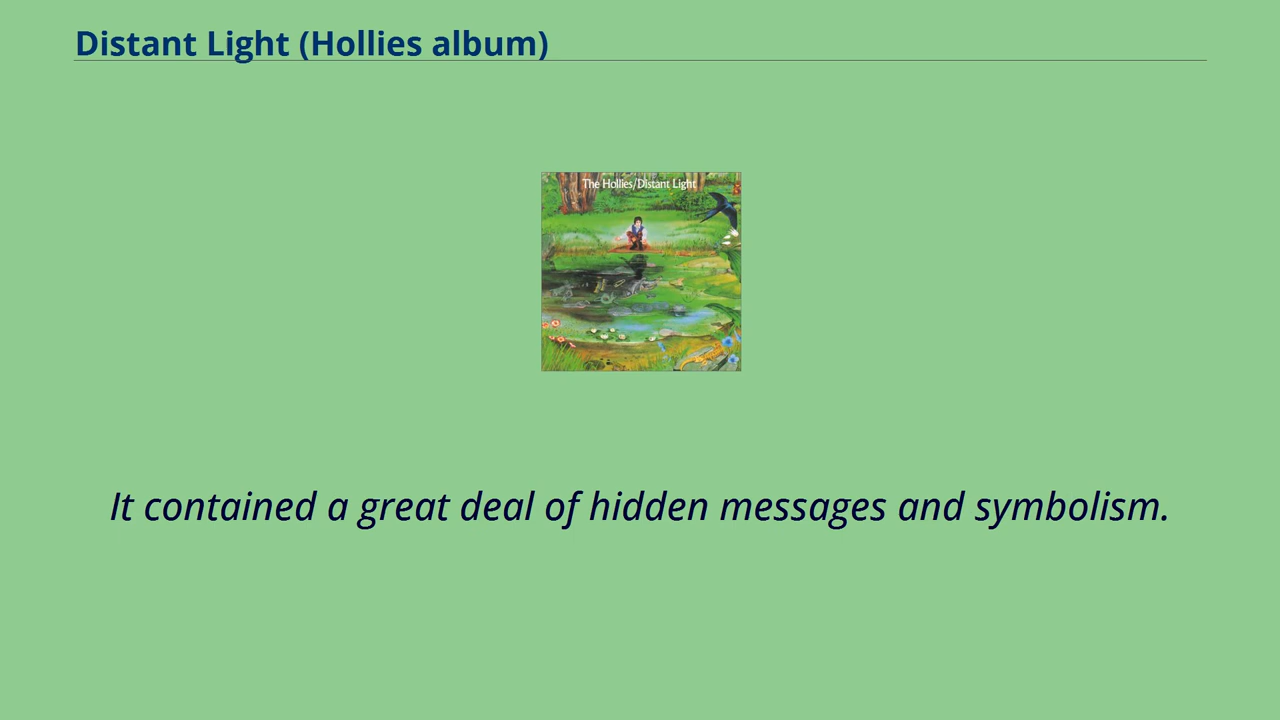 Distant Light (Hollies album)
The Hollies/Distant Light
It contained a great deal of hidden messages and symbolism.